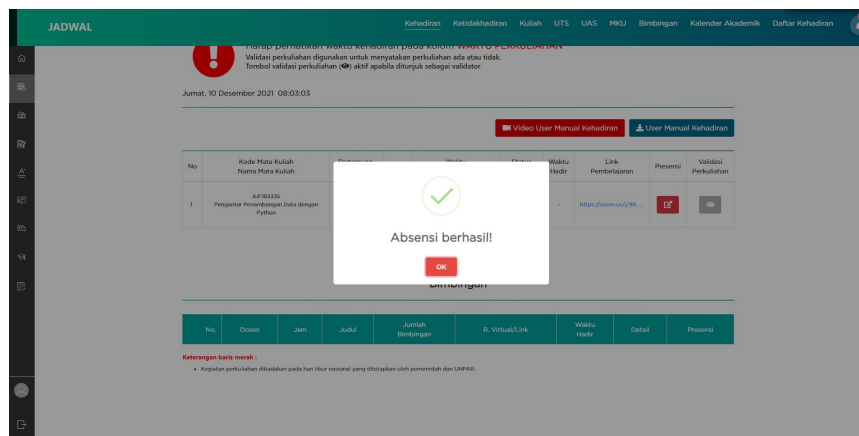 JADWAL
Kehadiran Ketidakhadiran Kuliah UTS UAS MKU Bimbingan Kalender Akademik Daftar Kehadiran
Harap perhatikan waktu kehadiran pada kolom WAKTU PERKULIAHAN
Validasi perkuliahan digunakan untuk menyatakan perkuliahan ada atau tidak.
Tombol validasi perkuliahan () aktif apabila ditunjuk sebagai validator
Jumat, 10 Desember 2021 08:03:03
Video User Manual Kehadiran User Manual Kehadiran
No Kode Mata Kuliah Nama Mata Kuliah Pertemuan Waktu Status Waktu Hadir Link Pembelajaran Presensi Validasi Perkuliahan
1. AIF183335 - https://zoom.us/j/98....
Pengantar Penambangan Data dengan
Python
Absensi berhasil!
OK
Bimbingan
No. Dosen Jam Judul Jumlah Bimbingan R. Virtual/Link Waktu Hadir Detail Presensi
Keterangan baris merah :
• Kegiatan perkuliahan ditiadakan pada hari libur nasional yang ditetapkan oleh pemerintah dan UNPAR.